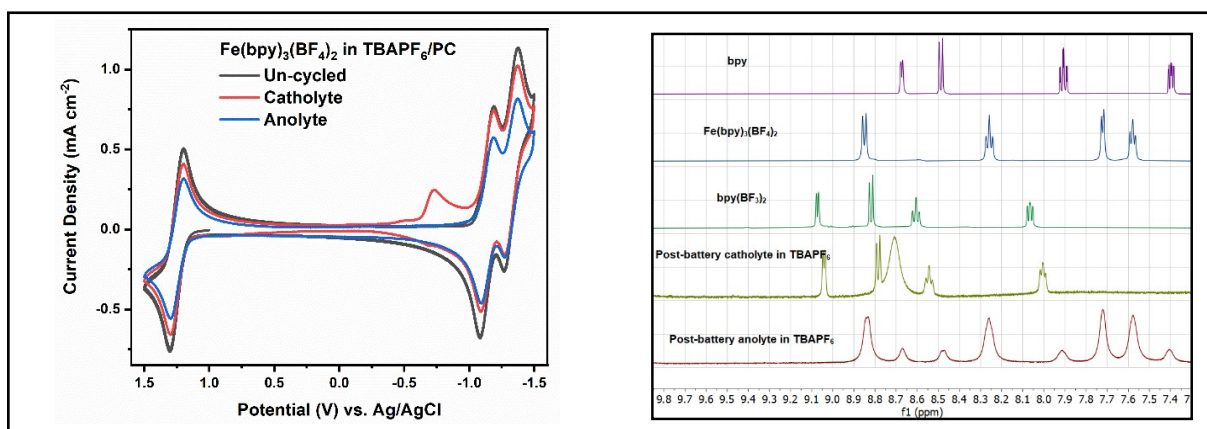 Fe(bpy)₃(BF₄)₂ in TBAPF₆/PC
Un-cycled
Catholyte
Anolyte
Current Density (mA cm⁻²)
1.0
0.5
0.0
-0.5
1.5 1.0 0.5 0.0 -0.5 -1.0 -1.5
Potential (V) vs. Ag/AgCl
bpy
Fe(bpy)₃(BF₄)₂
bpy(BF₃)₂
Post-battery catholyte in TBAPF₆
Post-battery anolyte in TBAPF₆
9.8 9.7 9.6 9.5 9.4 9.3 9.2 9.1 9.0 8.9 8.8 8.7 8.6 8.5 8.4 8.3 8.2 8.1 8.0 7.9 7.8 7.7 7.6 7.5 7.4 7.
f1 (ppm)